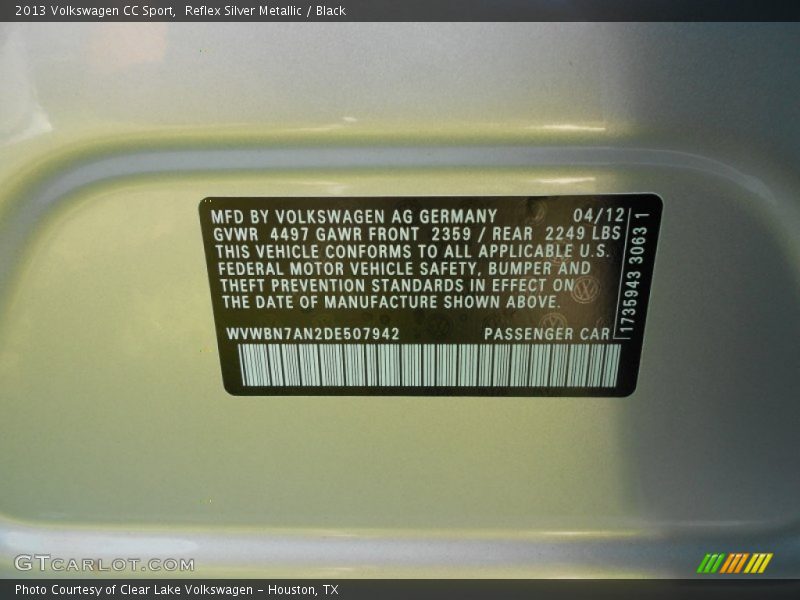 2013 Volkswagen CC Sport,  Reflex Silver Metallic / Black
MFD BY VOLKSWAGEN AG GERMANY 04/12
GVWR 4497 GAWR FRONT 2359 / REAR 2249 LBS
THIS VEHICLE CONFORMS TO ALL APPLICABLE U.S.
FEDERAL MOTOR VEHICLE SAFETY, BUMPER AND
THEFT PREVENTION STANDARDS IN EFFECT ON
THE DATE OF MANUFACTURE SHOWN ABOVE.
WVWBN7AN2DE507942 PASSENGER CAR
1735943 3063 1
GTCARLOT.COM
Photo Courtesy of Clear Lake Volkswagen – Houston, TX